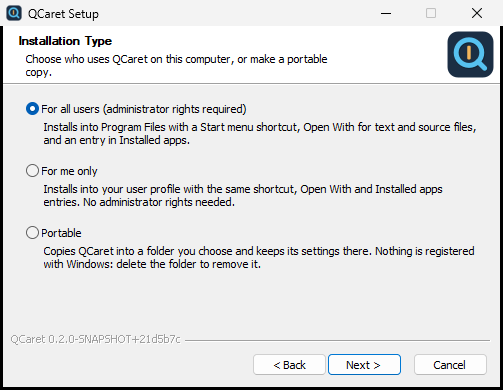 QCaret Setup
Installation Type
Choose who uses QCaret on this computer, or make a portable
copy.
For all users (administrator rights required)
Installs into Program Files with a Start menu shortcut, Open With for text and source files,
and an entry in Installed apps.
For me only
Installs into your user profile with the same shortcut, Open With and Installed apps
entries. No administrator rights needed.
Portable
Copies QCaret into a folder you choose and keeps its settings there. Nothing is registered
with Windows: delete the folder to remove it.
QCaret 0.2.0-SNAPSHOT+21d5b7c
< Back
Next >
Cancel